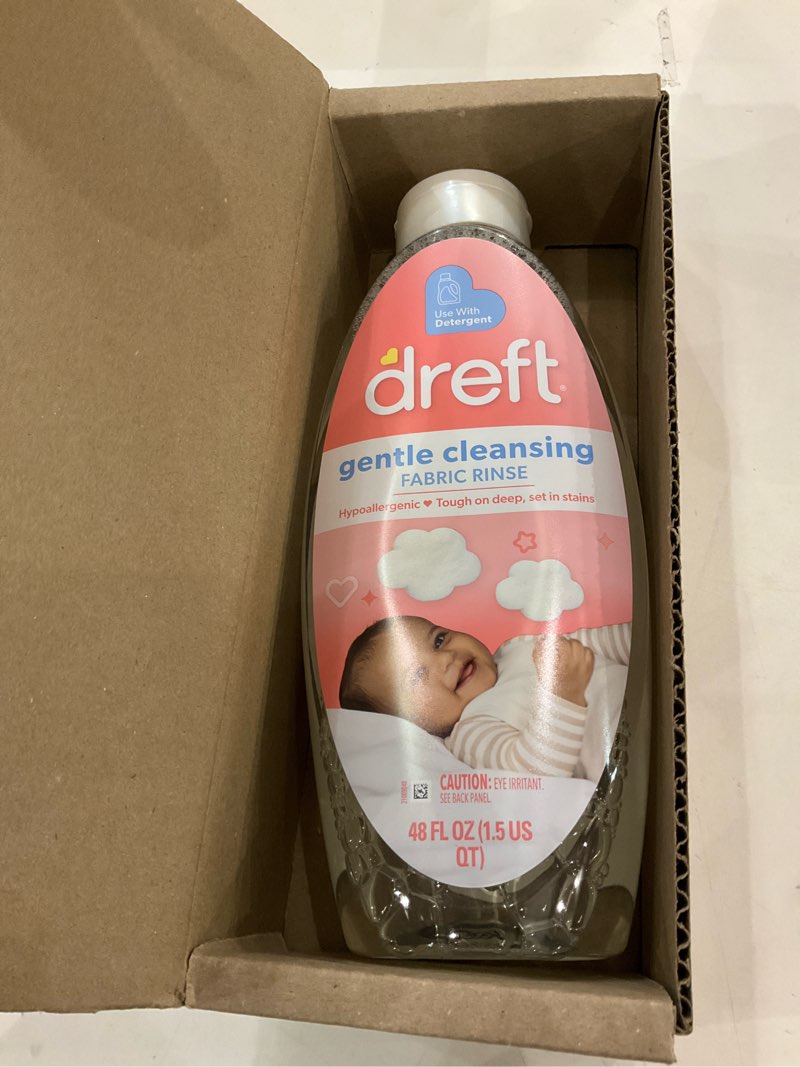 Use With
Detergent
dreft
gentle cleansing
FABRIC RINSE
Hypoallergenic ♥ Tough on deep, set in stains
CAUTION: EYE IRRITANT.
SEE BACK PANEL.
48 FL OZ (1.5 US
QT)